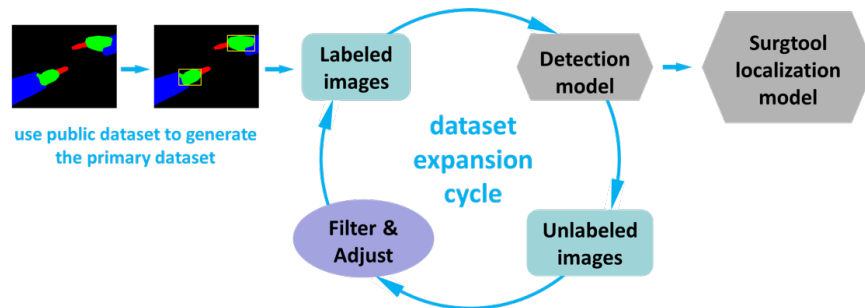 use public dataset to generate
the primary dataset
Labeled
images
Detection
model
Surgtool
localization
model
dataset
expansion
cycle
Filter &
Adjust
Unlabeled
images